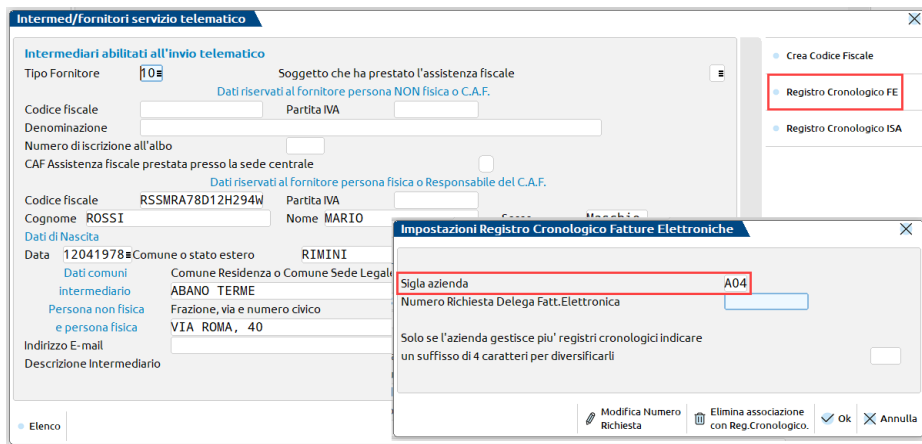 Intermed/fornitori servizio telematico
Intermediari abilitati all'invio telematico
Tipo Fornitore 10 Soggetto che ha prestato l'assistenza fiscale
Dati riservati al fornitore persona NON fisica o C.A.F.
Codice fiscale Partita IVA
Denominazione
Numero di iscrizione all'albo
CAF Assistenza fiscale prestata presso la sede centrale
Dati riservati al fornitore persona fisica o Responsabile del C.A.F.
Codice fiscale RSSMRA78D12H294W Partita IVA
Cognome ROSSI Nome MARIO
Dati di Nascita
Data 12041978 Comune o stato estero RIMINI
Dati comuni Comune Residenza o Comune Sede Legale
intermediario ABANO TERME
Persona non fisica Frazione, via e numero civico
e persona fisica VIA ROMA, 40
Indirizzo E-mail
Descrizione Intermediario
Elenco
Crea Codice Fiscale
Registro Cronologico FE
Registro Cronologico ISA
Impostazioni Registro Cronologico Fatture Elettroniche
Sigla azienda A04
Numero Richiesta Delega Fatt.Elettronica
Solo se l'azienda gestisce piu' registri cronologici indicare
un suffisso di 4 caratteri per diversificarli
Modifica Numero Richiesta
Elimina associazione con Reg.Cronologico.
Ok
Annulla